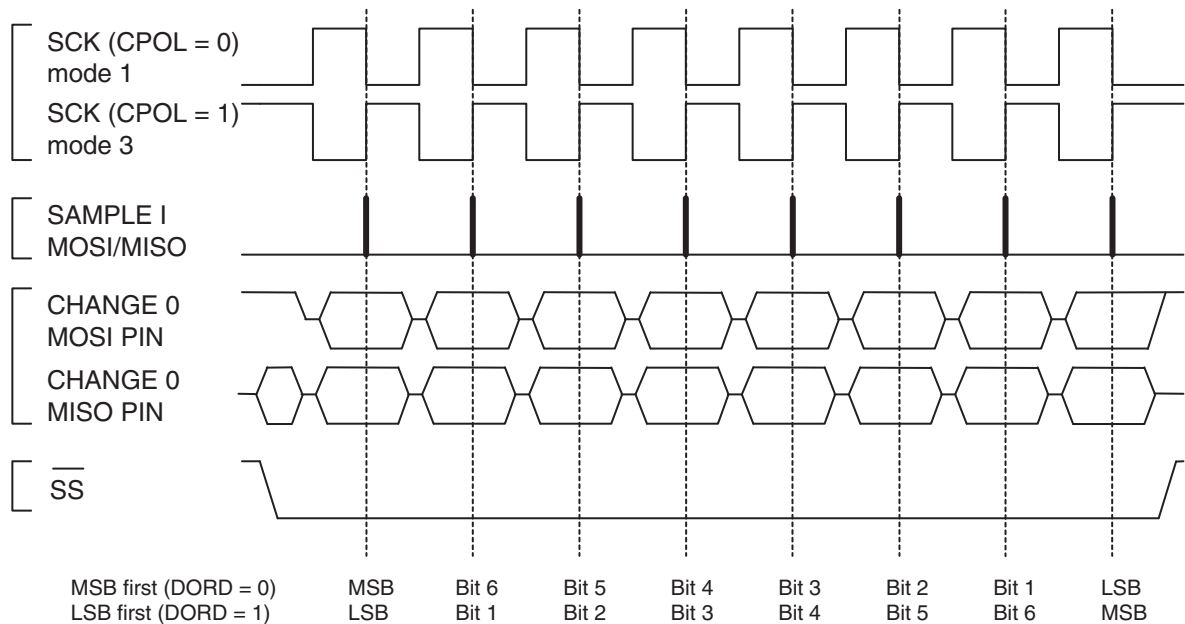 SCK (CPOL = 0)
mode 1
SCK (CPOL = 1)
mode 3
SAMPLE I
MOSI/MISO
CHANGE 0
MOSI PIN
CHANGE 0
MISO PIN
SS
MSB first (DORD = 0) MSB Bit 6 Bit 5 Bit 4 Bit 3 Bit 2 Bit 1 LSB
LSB first (DORD = 1) LSB Bit 1 Bit 2 Bit 3 Bit 4 Bit 5 Bit 6 MSB